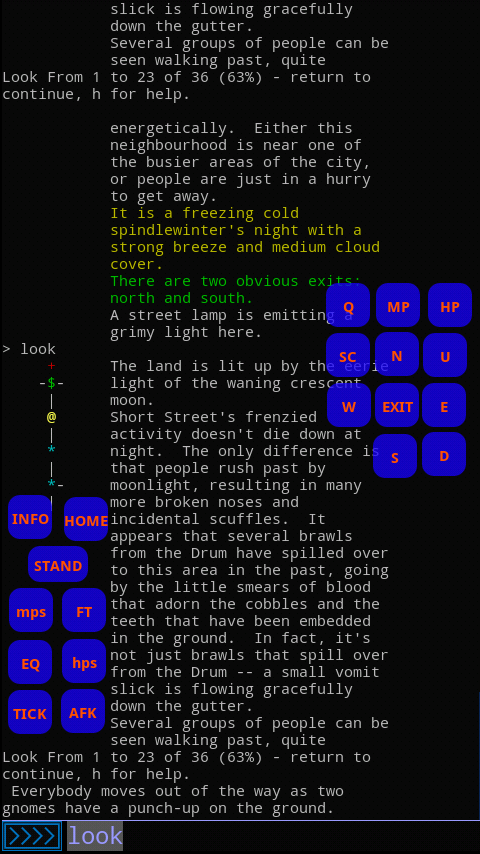 slick is flowing gracefully
down the gutter.
Several groups of people can be
seen walking past, quite
Look From 1 to 23 of 36 (63%) - return to
continue, h for help.
energetically.  Either this
neighbourhood is near one of
the busier areas of the city,
or people are just in a hurry
to get away.
It is a freezing cold
spindlewinter's night with a
strong breeze and medium cloud
cover.
There are two obvious exits:
north and south.
A street lamp is emitting a
grimy light here.
> look
The land is lit up by the eerie
light of the waning crescent
moon.
Short Street's frenzied
activity doesn't die down at
night.  The only difference is
that people rush past by
moonlight, resulting in many
more broken noses and
incidental scuffles.  It
appears that several brawls
from the Drum have spilled over
to this area in the past, going
by the little smears of blood
that adorn the cobbles and the
teeth that have been embedded
in the ground.  In fact, it's
not just brawls that spill over
from the Drum -- a small vomit
slick is flowing gracefully
down the gutter.
Several groups of people can be
seen walking past, quite
Look From 1 to 23 of 36 (63%) - return to
continue, h for help.
Everybody moves out of the way as two
gnomes have a punch-up on the ground.
+
-$-
|
@
|
*
|
*-
|
Q MP HP
SC N U
W EXIT E
S D
INFO HOME
STAND
mps FT
EQ hps
TICK AFK
>>>> look